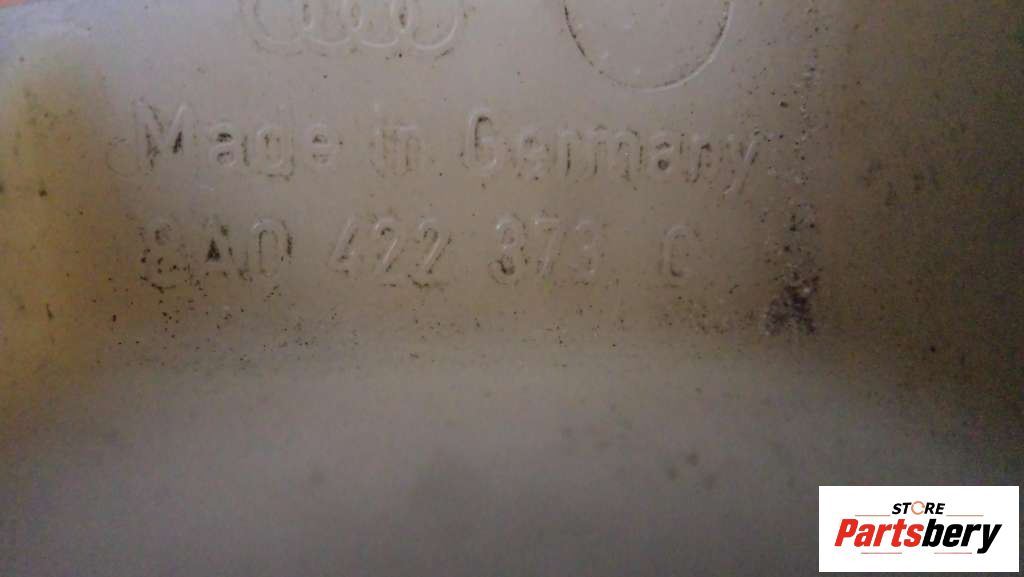 Made in Germany
8A0 422 373 C
STORE
Partsbery